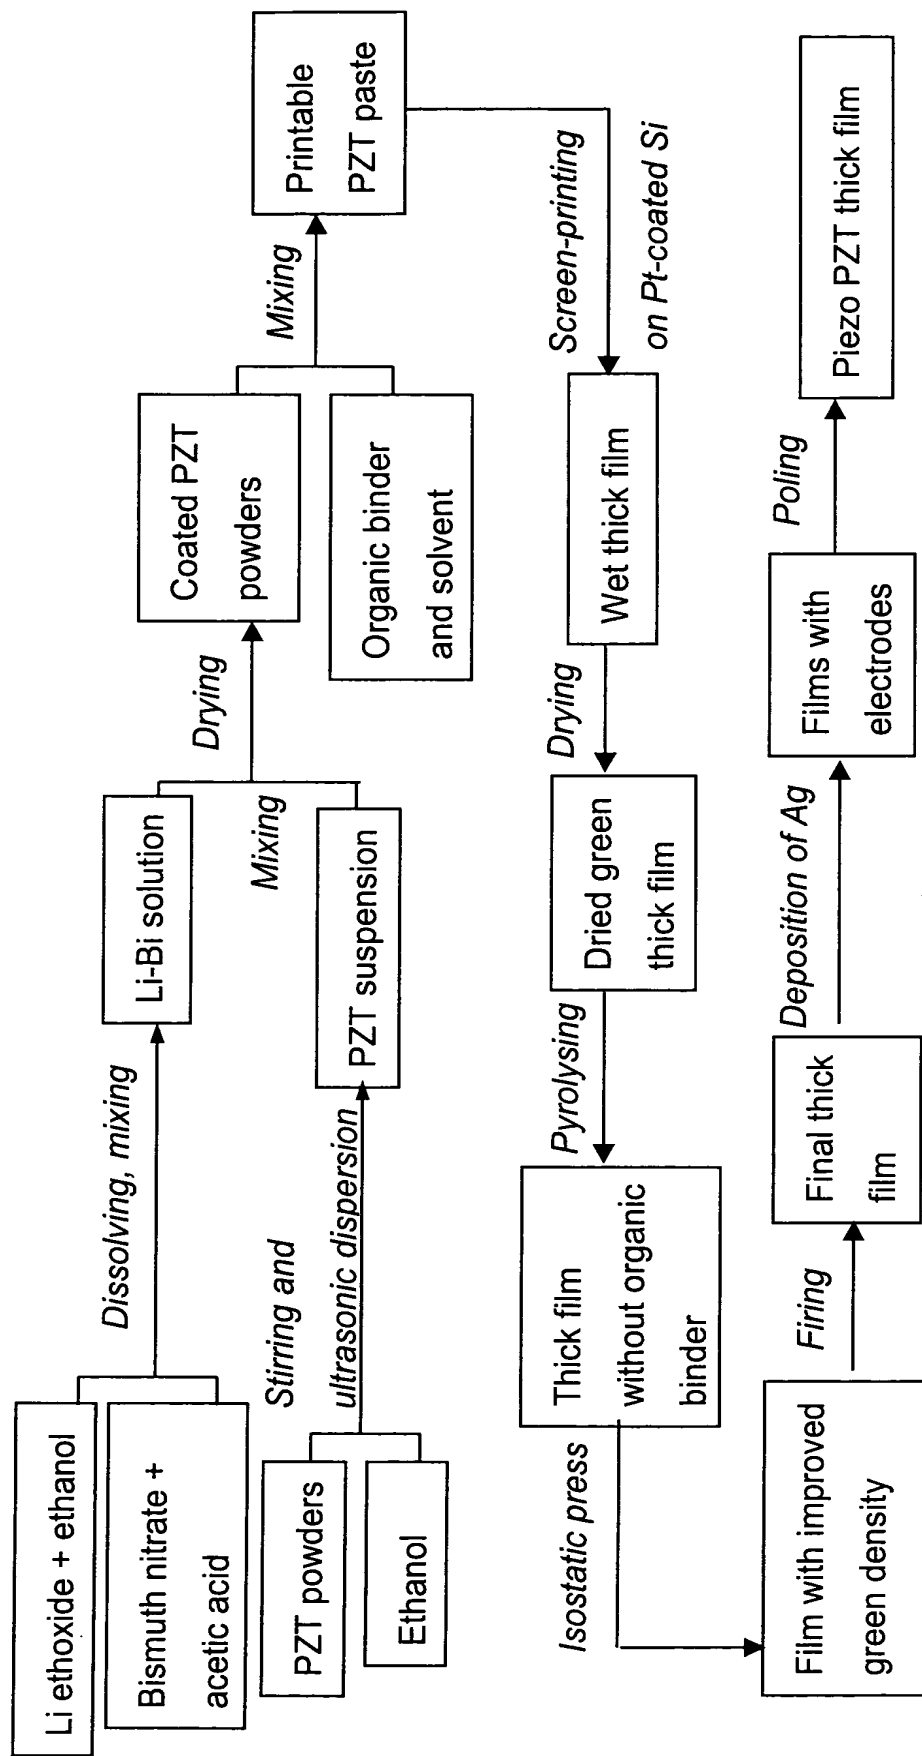 Li ethoxide + ethanol
Bismuth nitrate +
acetic acid
Dissolving, mixing
Li-Bi solution
PZT powders
Ethanol
Stirring and
ultrasonic dispersion
PZT suspension
Mixing
Drying
Coated PZT
powders
Organic binder
and solvent
Mixing
Printable
PZT paste
Screen-printing
on Pt-coated Si
Wet thick film
Drying
Dried green
thick film
Pyrolysing
Thick film
without organic
binder
Isostatic press
Film with improved
green density
Firing
Final thick
film
Deposition of Ag
Films with
electrodes
Poling
Piezo PZT thick film